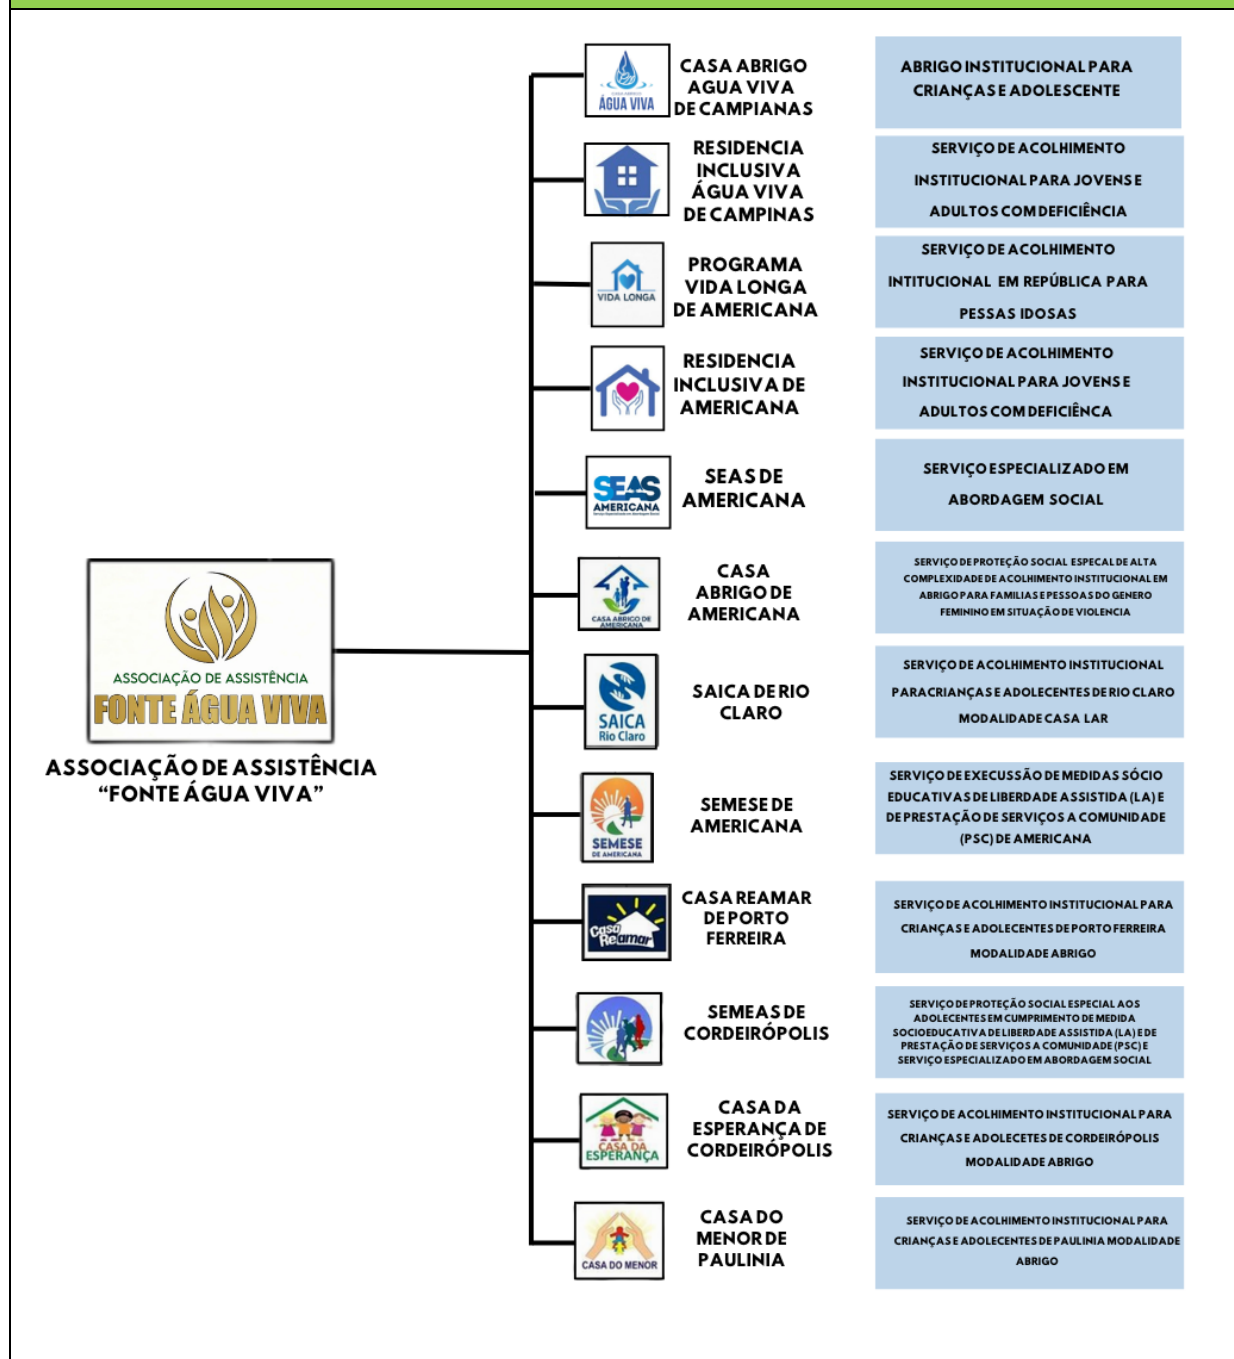 CASA ABRIGO
AGUA VIVA
DE CAMPIANAS
ÁGUA VIVA
ABRIGO INSTITUCIONAL PARA
CRIANÇAS E ADOLESCENTE
RESIDENCIA
INCLUSIVA
ÁGUA VIVA
DE CAMPINAS
SERVIÇO DE ACOLHIMENTO
INSTITUCIONAL PARA JOVENS E
ADULTOS COM DEFICIÊNCIA
VIDA LONGA
PROGRAMA
VIDA LONGA
DE AMERICANA
SERVIÇO DE ACOLHIMENTO
INTITUCIONAL EM REPÚBLICA PARA
PESSAS IDOSAS
RESIDENCIA
INCLUSIVA DE
AMERICANA
SERVIÇO DE ACOLHIMENTO
INSTITUCIONAL PARA JOVENS E
ADULTOS COM DEFICIÊNCA
SEAS
AMERICANA
SEAS DE
AMERICANA
SERVIÇO ESPECIALIZADO EM
ABORDAGEM SOCIAL
CASA ABRIGO DE
AMERICANA
CASA
ABRIGO DE
AMERICANA
SERVIÇO DE PROTEÇÃO SOCIAL ESPECAL DE ALTA
COMPLEXIDADE DE ACOLHIMENTO INSTITUCIONAL EM
ABRIGO PARA FAMILIAS E PESSOAS DO GENERO
FEMININO EM SITUAÇÃO DE VIOLENCIA
ASSOCIAÇÃO DE ASSISTÊNCIA
FONTE ÁGUA VIVA
ASSOCIAÇÃO DE ASSISTÊNCIA
“FONTE ÁGUA VIVA”
SAICA
Rio Claro
SAICA DE RIO
CLARO
SERVIÇO DE ACOLHIMENTO INSTITUCIONAL
PARACRIANÇAS E ADOLECENTES DE RIO CLARO
MODALIDADE CASA LAR
SEMESE
DE AMERICANA
SEMESE DE
AMERICANA
SERVIÇO DE EXECUSSÃO DE MEDIDAS SÓCIO
EDUCATIVAS DE LIBERDADE ASSISTIDA (LA) E
DE PRESTAÇÃO DE SERVIÇOS A COMUNIDADE
(PSC) DE AMERICANA
Casa
Reamar
CASA REAMAR
DE PORTO
FERREIRA
SERVIÇO DE ACOLHIMENTO INSTITUCIONAL PARA
CRIANÇAS E ADOLECENTES DE PORTO FERREIRA
MODALIDADE ABRIGO
SEMEAS DE
CORDEIRÓPOLIS
SERVIÇO DE PROTEÇÃO SOCIAL ESPECIAL AOS
ADOLECENTES EM CUMPRIMENTO DE MEDIDA
SOCIOEDUCATIVA DE LIBERDADE ASSISTIDA (LA) E DE
PRESTAÇÃO DE SERVIÇOS A COMUNIDADE (PSC) E
SERVIÇO ESPECIALIZADO EM ABORDAGEM SOCIAL
CASA DA
ESPERANÇA
CASA DA
ESPERANÇA DE
CORDEIRÓPOLIS
SERVIÇO DE ACOLHIMENTO INSTITUCIONAL PARA
CRIANÇAS E ADOLECETES DE CORDEIRÓPOLIS
MODALIDADE ABRIGO
CASA DO MENOR
CASA DO
MENOR DE
PAULINIA
SERVIÇO DE ACOLHIMENTO INSTITUCIONAL PARA
CRIANÇAS E ADOLECENTES DE PAULINIA MODALIDADE
ABRIGO